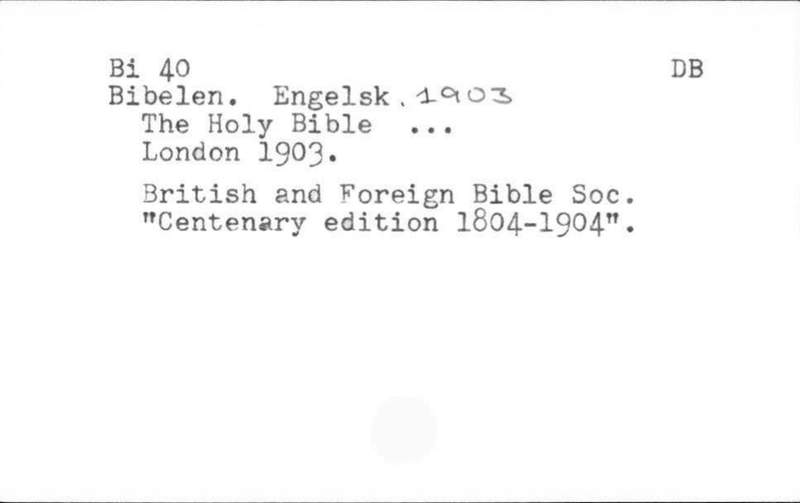 Bi 40 DB
Bibelen. Engelsk. 1903
The Holy Bible ...
London 1903.
British and Foreign Bible Soc.
"Centenary edition 1804-1904".